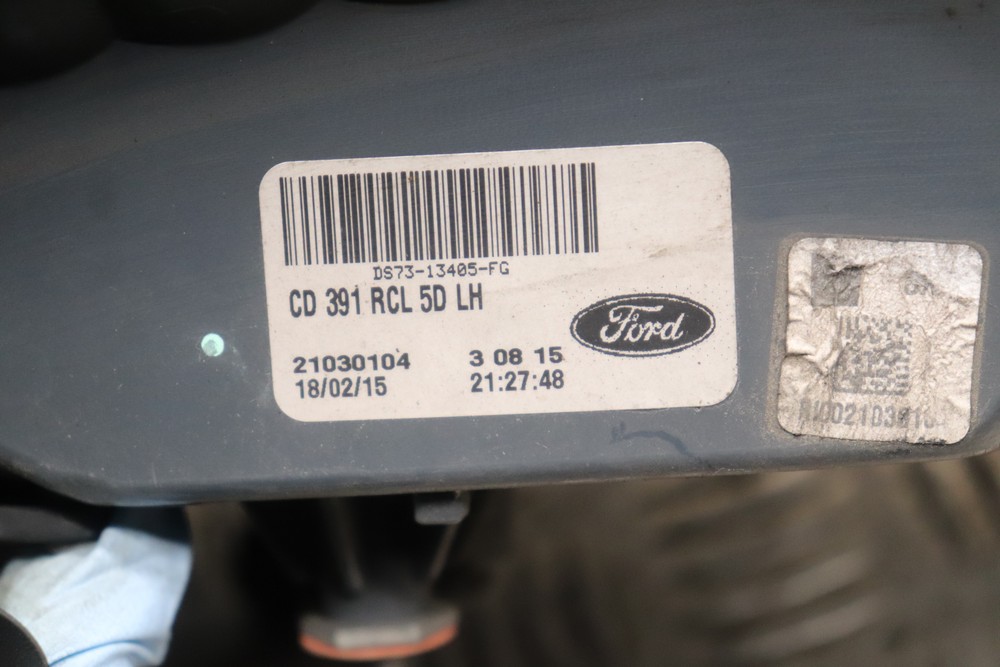 DS73-13405-FG
CD 391 RCL 5D LH
Ford
21030104 3 08 15
18/02/15 21:27:48